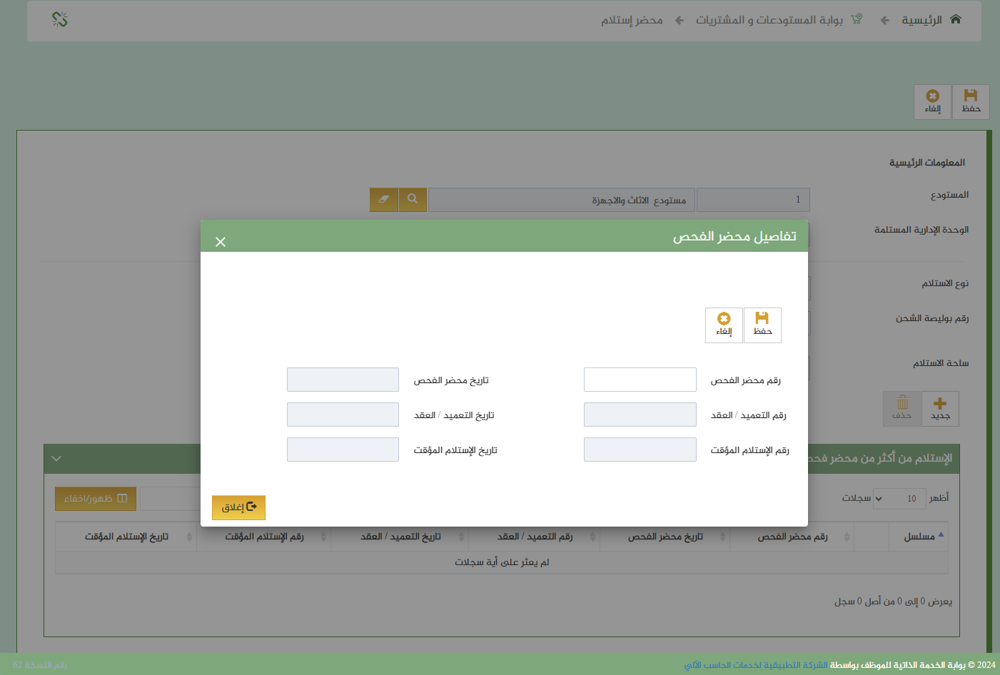 الرئيسية بوابة المستودعات و المشتريات محضر إستلام
حفظ إلغاء
المعلومات الرئيسية
المستودع 1 مستودع الاثاث والاجهزة
الوحدة الإدارية المستلمة
تفاصيل محضر الفحص
نوع الاستلام
رقم بوليصة الشحن
حفظ إلغاء
ساحة الاستلام
رقم محضر الفحص تاريخ محضر الفحص
جديد حذف
رقم التعميد / العقد تاريخ التعميد / العقد
رقم الإستلام المؤقت تاريخ الإستلام المؤقت
الإستلام من أكثر من محضر فحص
أظهر 10 سجلات ظهور/اخفاء
إغلاق
مسلسل رقم محضر الفحص تاريخ محضر الفحص رقم التعميد / العقد تاريخ التعميد / العقد رقم الإستلام المؤقت تاريخ الإستلام المؤقت
لم يعثر على أية سجلات
يعرض 0 إلى 0 من أصل 0 سجل
2024 © بوابة الخدمة الذاتية للموظف بواسطة الشركة التطبيقية لخدمات الحاسب الآلي رقم النسخة 62